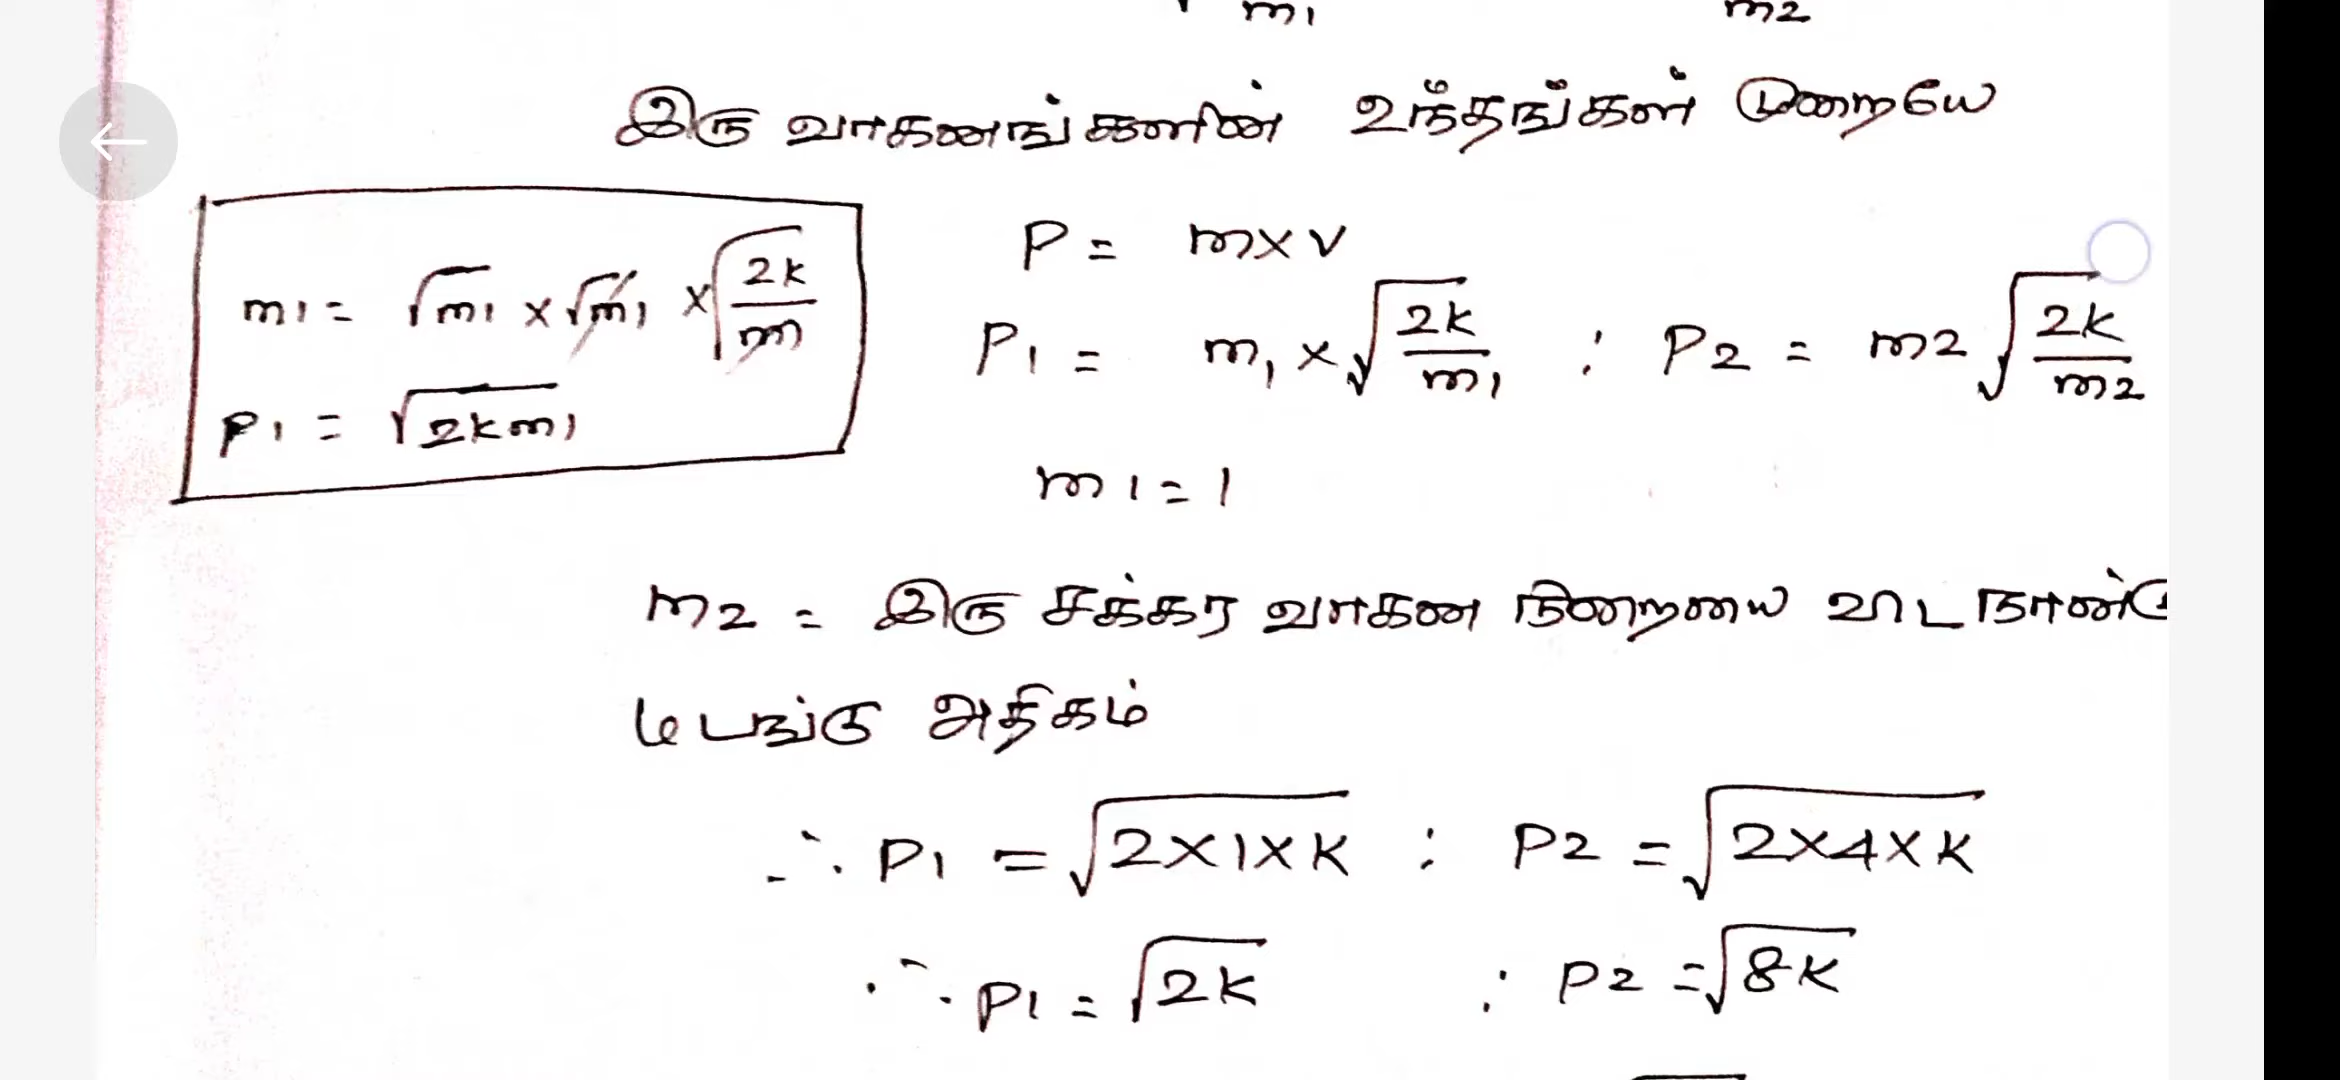 m1 m2
இரு வாகனங்களின் உந்தங்கள் முறையே
P = m×v
m1 = √m1 × √m1 × √2k/m
P1 = m1 × √2k/m1 : P2 = m2 √2k/m2
P1 = √2km1
m1 = 1
m2 = இரு சக்கர வாகன நிறையை விட நான்கு
மடங்கு அதிகம்
∴ P1 = √2×1×K : P2 = √2×4×K
∴ P1 = √2K : P2 = √8K